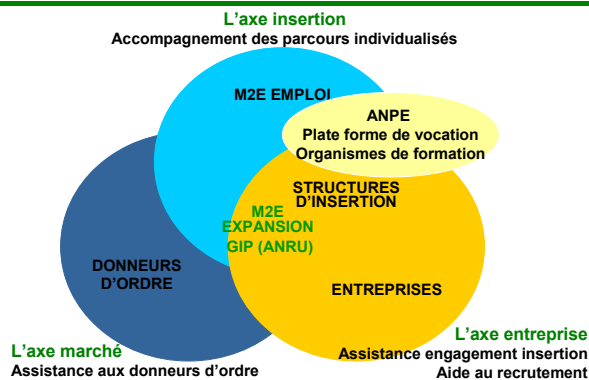 L'axe insertion
Accompagnement des parcours individualisés
M2E EMPLOI
ANPE
Plate forme de vocation
Organismes de formation
STRUCTURES
D'INSERTION
M2E
EXPANSION
GIP (ANRU)
DONNEURS
D'ORDRE
ENTREPRISES
L'axe marché
Assistance aux donneurs d'ordre
L'axe entreprise
Assistance engagement insertion
Aide au recrutement